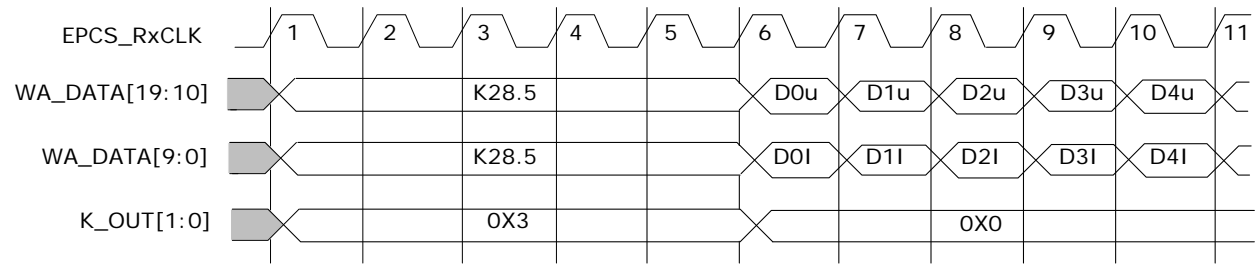 EPCS_RxCLK 1 2 3 4 5 6 7 8 9 10 11
WA_DATA[19:10] K28.5 D0u D1u D2u D3u D4u
WA_DATA[9:0] K28.5 D0l D1l D2l D3l D4l
K_OUT[1:0] 0X3 0X0